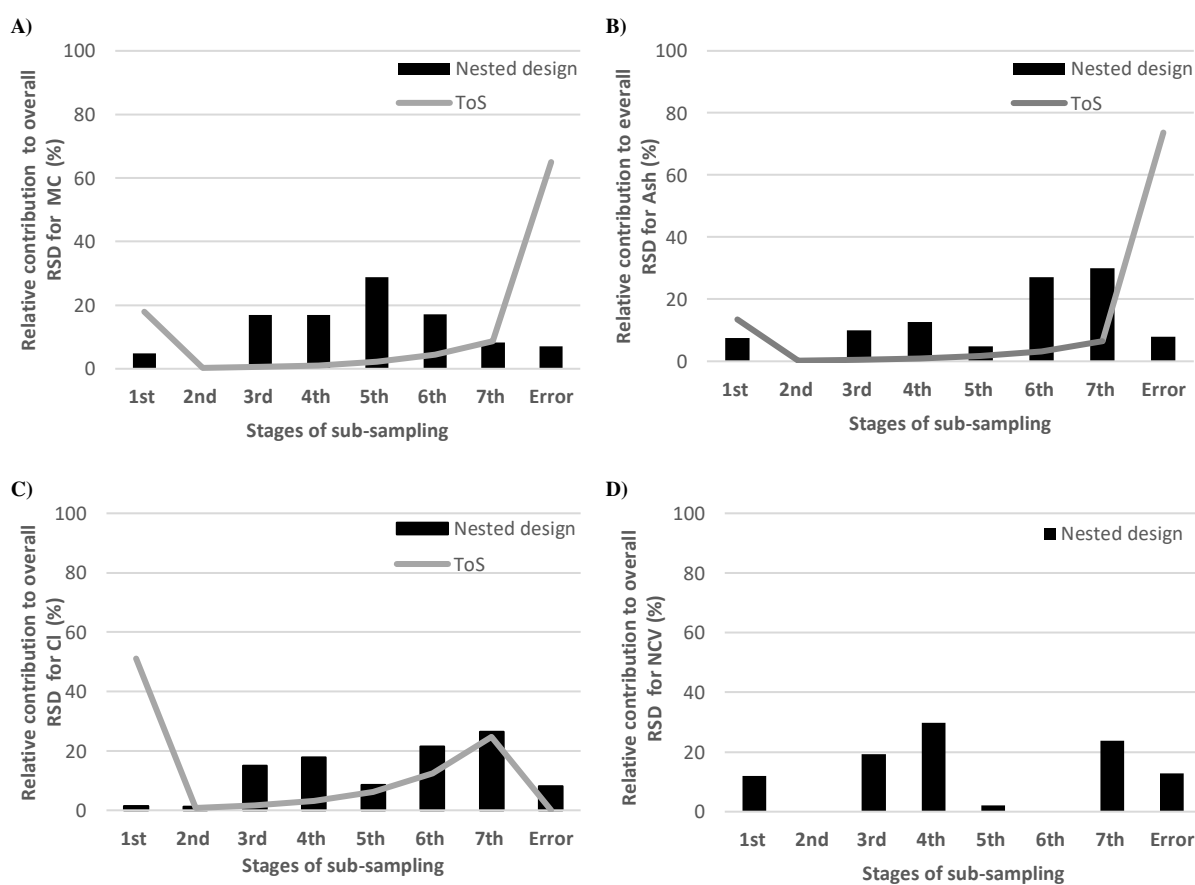 A)
Relative contribution to overall
RSD for MC (%)
100
80
60
40
20
0
Nested design
ToS
1st 2nd 3rd 4th 5th 6th 7th Error
Stages of sub-sampling
B)
Relative contribution to everall
RSD for Ash (%)
100
80
60
40
20
0
Nested design
ToS
1st 2nd 3rd 4th 5th 6th 7th Error
Stages of sub-sampling
C)
Relative contribution to overall
RSD for Cl (%)
100
80
60
40
20
0
Nested design
ToS
1st 2nd 3rd 4th 5th 6th 7th Error
Stages of sub-sampling
D)
Relative contribution to overall
RSD for NCV (%)
100
80
60
40
20
0
Nested design
1st 2nd 3rd 4th 5th 6th 7th Error
Stages of sub-sampling